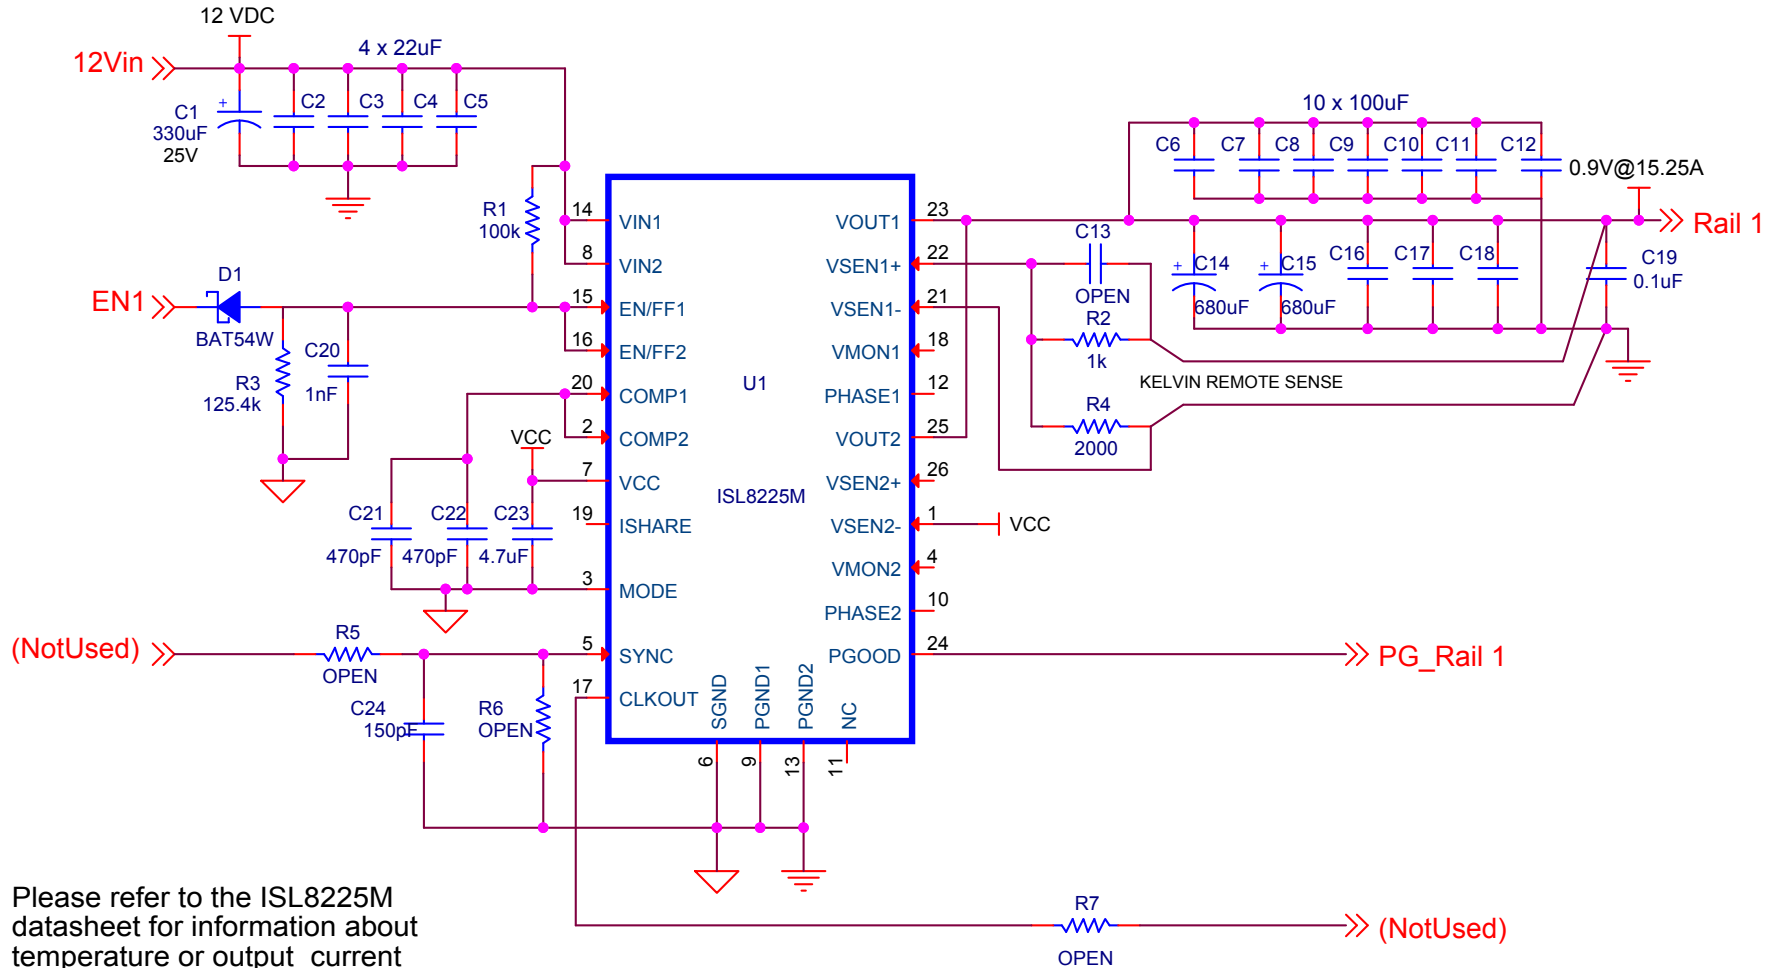 12 VDC
12Vin
4 x 22uF
C1
330uF
25V
C2
C3
C4
C5
R1
100k
EN1
D1
BAT54W
R3
125.4k
C20
1nF
C21
470pF
C22
470pF
C23
4.7uF
VCC
(NotUsed)
R5
OPEN
C24
150pF
R6
OPEN
14
VIN1
8
VIN2
15
EN/FF1
16
EN/FF2
20
COMP1
2
COMP2
7
VCC
19
ISHARE
3
MODE
5
SYNC
17
CLKOUT
U1
ISL8225M
SGND
PGND1
PGND2
NC
6
9
13
11
VOUT1
23
VSEN1+
22
VSEN1-
21
VMON1
18
PHASE1
12
VOUT2
25
VSEN2+
26
VSEN2-
1
VCC
VMON2
4
PHASE2
10
PGOOD
24
PG_Rail 1
10 x 100uF
C6
C7
C8
C9
C10
C11
C12
0.9V@15.25A
Rail 1
C13
OPEN
R2
1k
KELVIN REMOTE SENSE
R4
2000
C14
680uF
C15
680uF
C16
C17
C18
C19
0.1uF
R7
OPEN
(NotUsed)
Please refer to the ISL8225M
datasheet for information about
temperature or output current